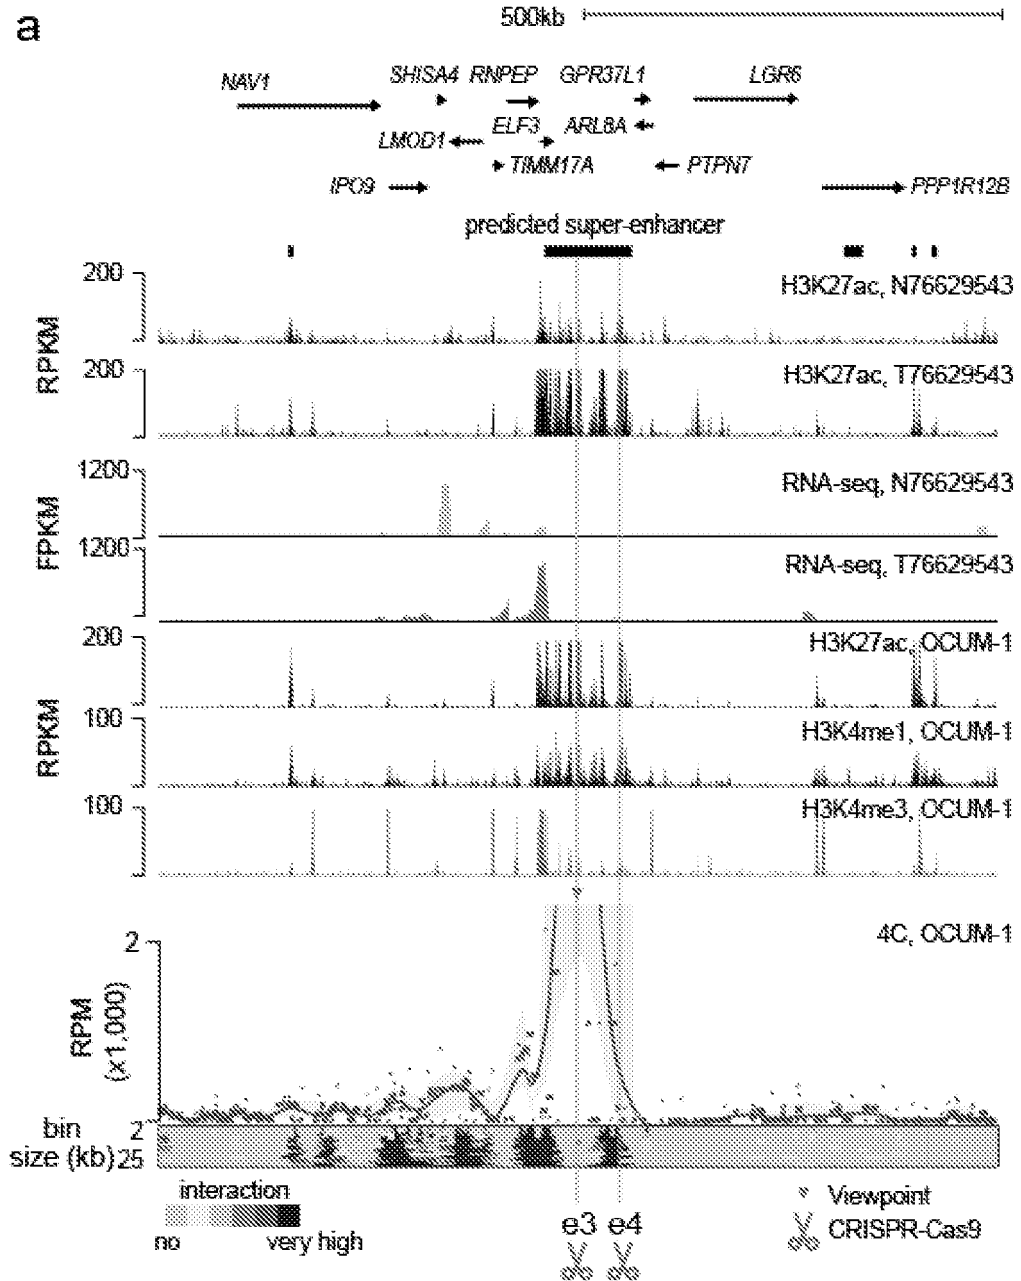 a
500kb
NAV1
SHISA4
RNPEP
GPR37L1
LGR6
LMOD1
ELF3
ARL8A
TIMM17A
PTPN7
IPO9
PPP1R12B
predicted super-enhancer
200
H3K27ac, N76629543
RPKM
200
H3K27ac, T76629543
1200
RNA-seq, N76629543
FPKM
1200
RNA-seq, T76629543
200
H3K27ac, OCUM-1
RPKM
100
H3K4me1, OCUM-1
100
H3K4me3, OCUM-1
2
4C, OCUM-1
RPM
(x1,000)
bin
size (kb)
2
25
interaction
no
very high
e3
e4
Viewpoint
CRISPR-Cas9